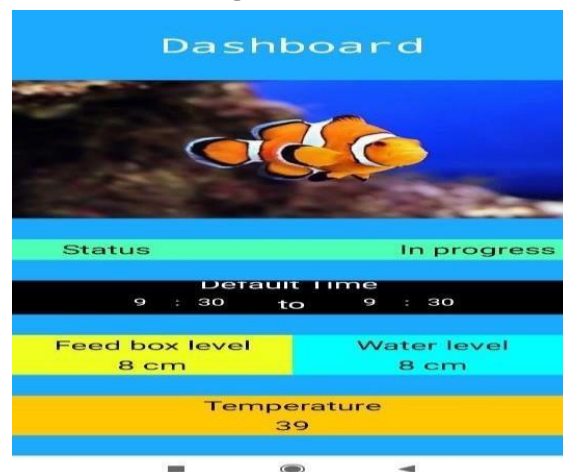 Dashboard
Status In progress
Default Time
9 : 30 to 9 : 30
Feed box level Water level
8 cm 8 cm
Temperature
39